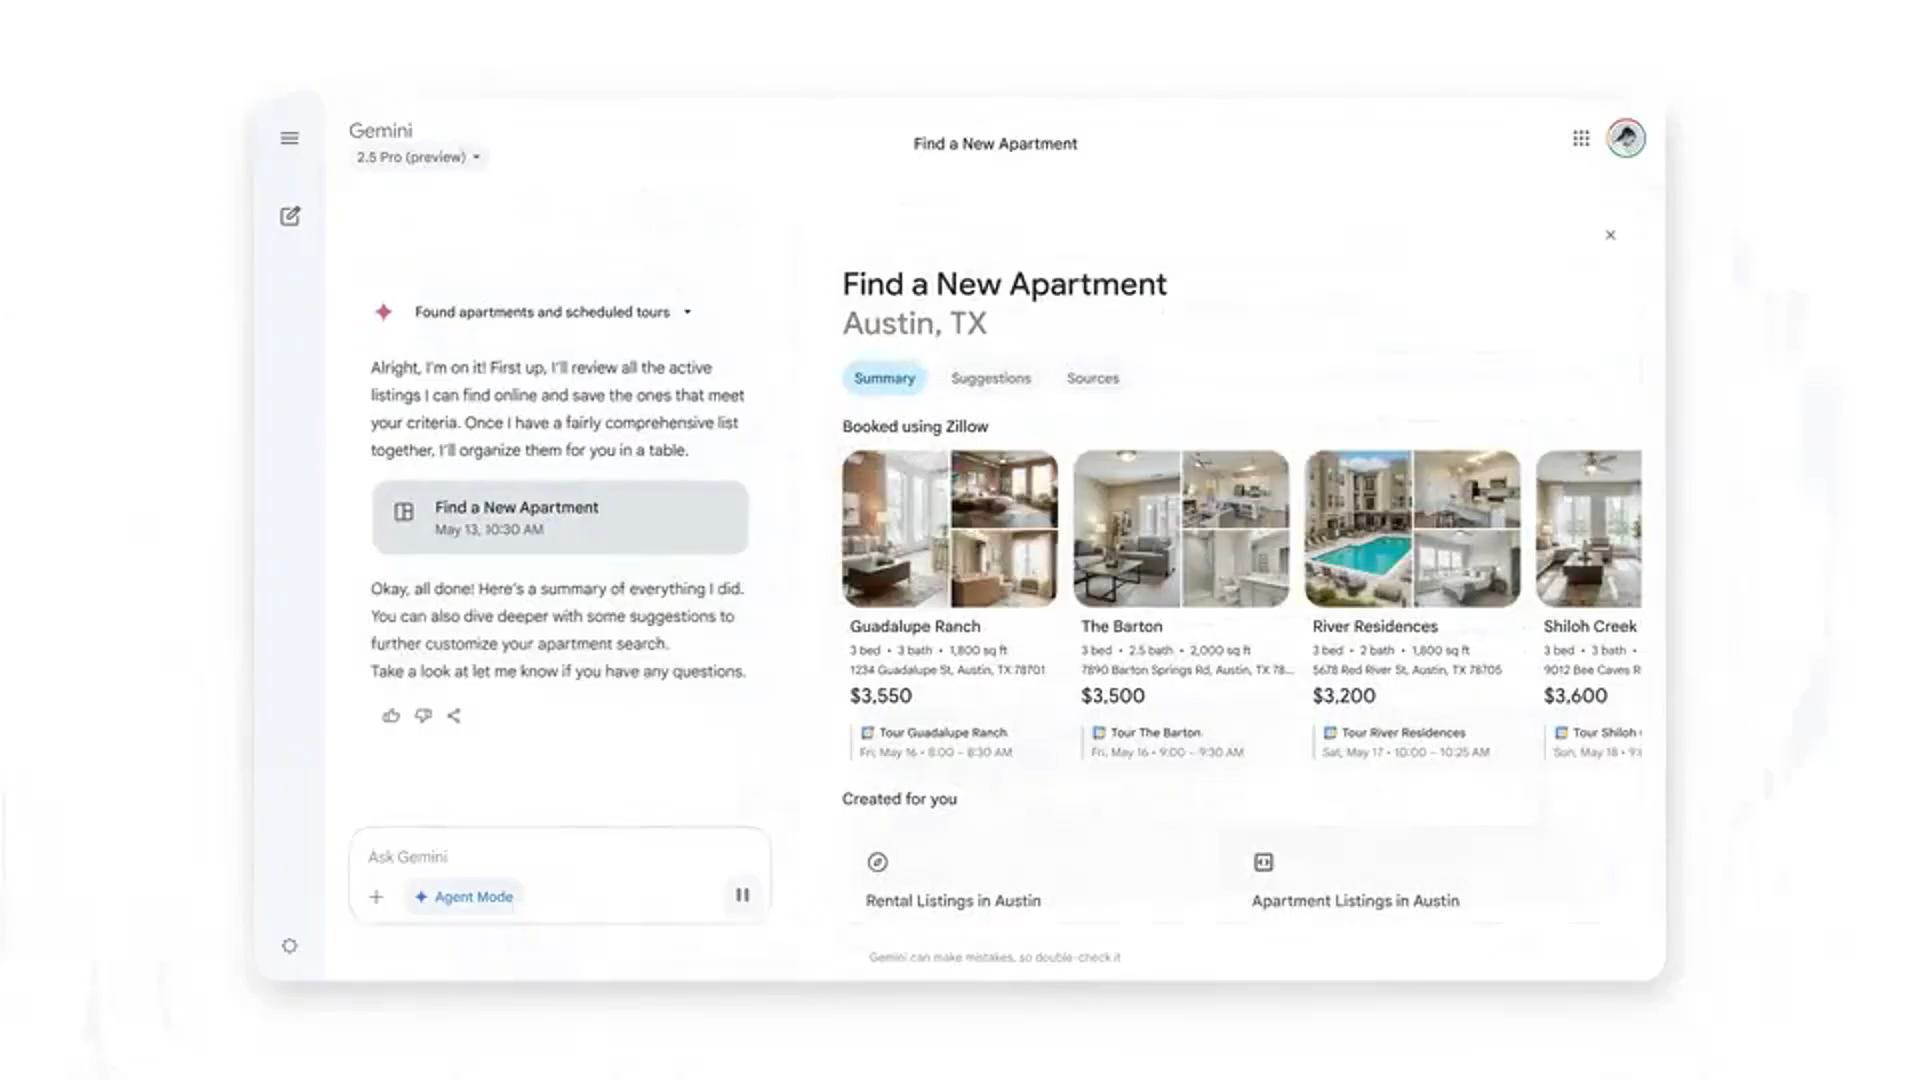 Gemini
2.5 Pro (preview)
Find a New Apartment
Found apartments and scheduled tours
Alright, I'm on it! First up, I'll review all the active
listings I can find online and save the ones that meet
your criteria. Once I have a fairly comprehensive list
together, I'll organize them for you in a table.
Find a New Apartment
May 13, 10:30 AM
Okay, all done! Here's a summary of everything I did.
You can also dive deeper with some suggestions to
further customize your apartment search.
Take a look at let me know if you have any questions.
Ask Gemini
Agent Mode
Find a New Apartment
Austin, TX
Summary
Suggestions
Sources
Booked using Zillow
Guadalupe Ranch
3 bed • 3 bath • 1,800 sq ft
1234 Guadalupe St, Austin, TX 78701
$3,550
Tour Guadalupe Ranch
Fri, May 16 • 8:00 – 8:30 AM
The Barton
3 bed • 2.5 bath • 2,000 sq ft
7890 Barton Springs Rd, Austin, TX 78...
$3,500
Tour The Barton
Fri, May 16 • 9:00 – 9:30 AM
River Residences
3 bed • 2 bath • 1,800 sq ft
5678 Red River St, Austin, TX 78705
$3,200
Tour River Residences
Sat, May 17 • 10:00 – 10:25 AM
Shiloh Creek
3 bed • 3 bath •
9012 Bee Caves R
$3,600
Tour Shiloh
Sun, May 18 •
Created for you
Rental Listings in Austin
Apartment Listings in Austin
Gemini can make mistakes, so double-check it